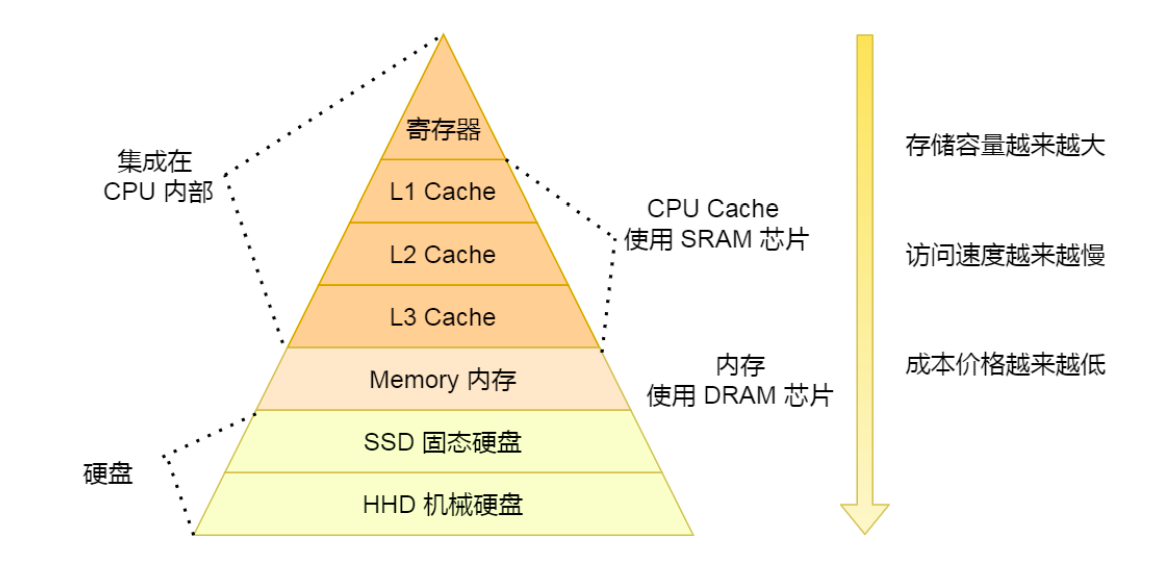 寄存器
集成在
CPU 内部
L1 Cache
L2 Cache
L3 Cache
CPU Cache
使用 SRAM 芯片
Memory 内存
内存
使用 DRAM 芯片
SSD 固态硬盘
HHD 机械硬盘
硬盘
存储容量越来越大
访问速度越来越慢
成本价格越来越低